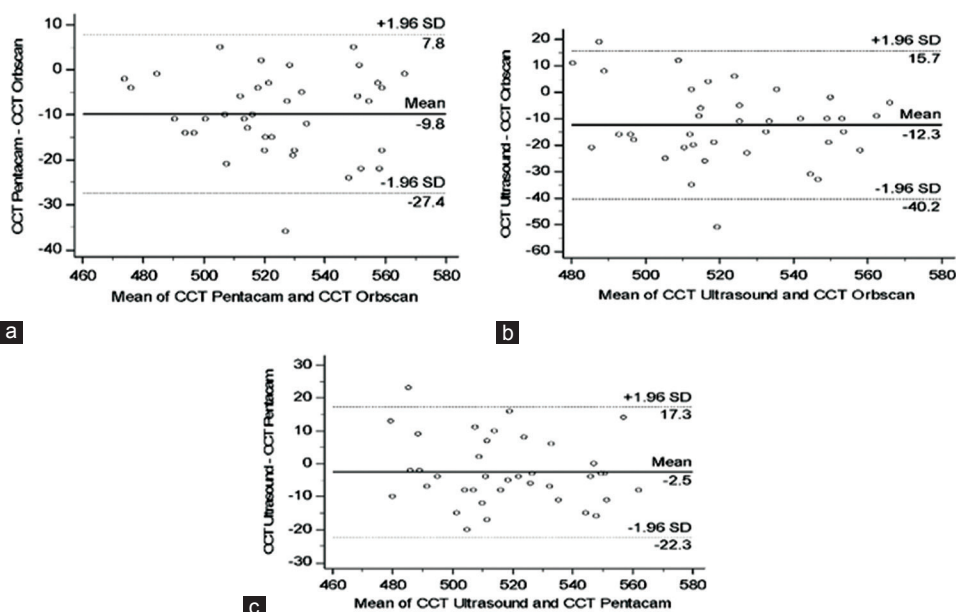 CCT Pentacam - CCT Orbscan
10
0
-10
-20
-30
-40
+1.96 SD
7.8
Mean
-9.8
-1.96 SD
-27.4
460 480 500 520 540 560 580
Mean of CCT Pentacam and CCT Orbscan
a
CCT Ultrasound - CCT Orbscan
20
10
0
-10
-20
-30
-40
-50
-60
+1.96 SD
15.7
Mean
-12.3
-1.96 SD
-40.2
480 500 520 540 560 580
Mean of CCT Ultrasound and CCT Orbscan
b
CCT Ultrasound - CCT Pentacam
30
20
10
0
-10
-20
-30
+1.96 SD
17.3
Mean
-2.5
-1.96 SD
-22.3
460 480 500 520 540 560 580
Mean of CCT Ultrasound and CCT Pentacam
c